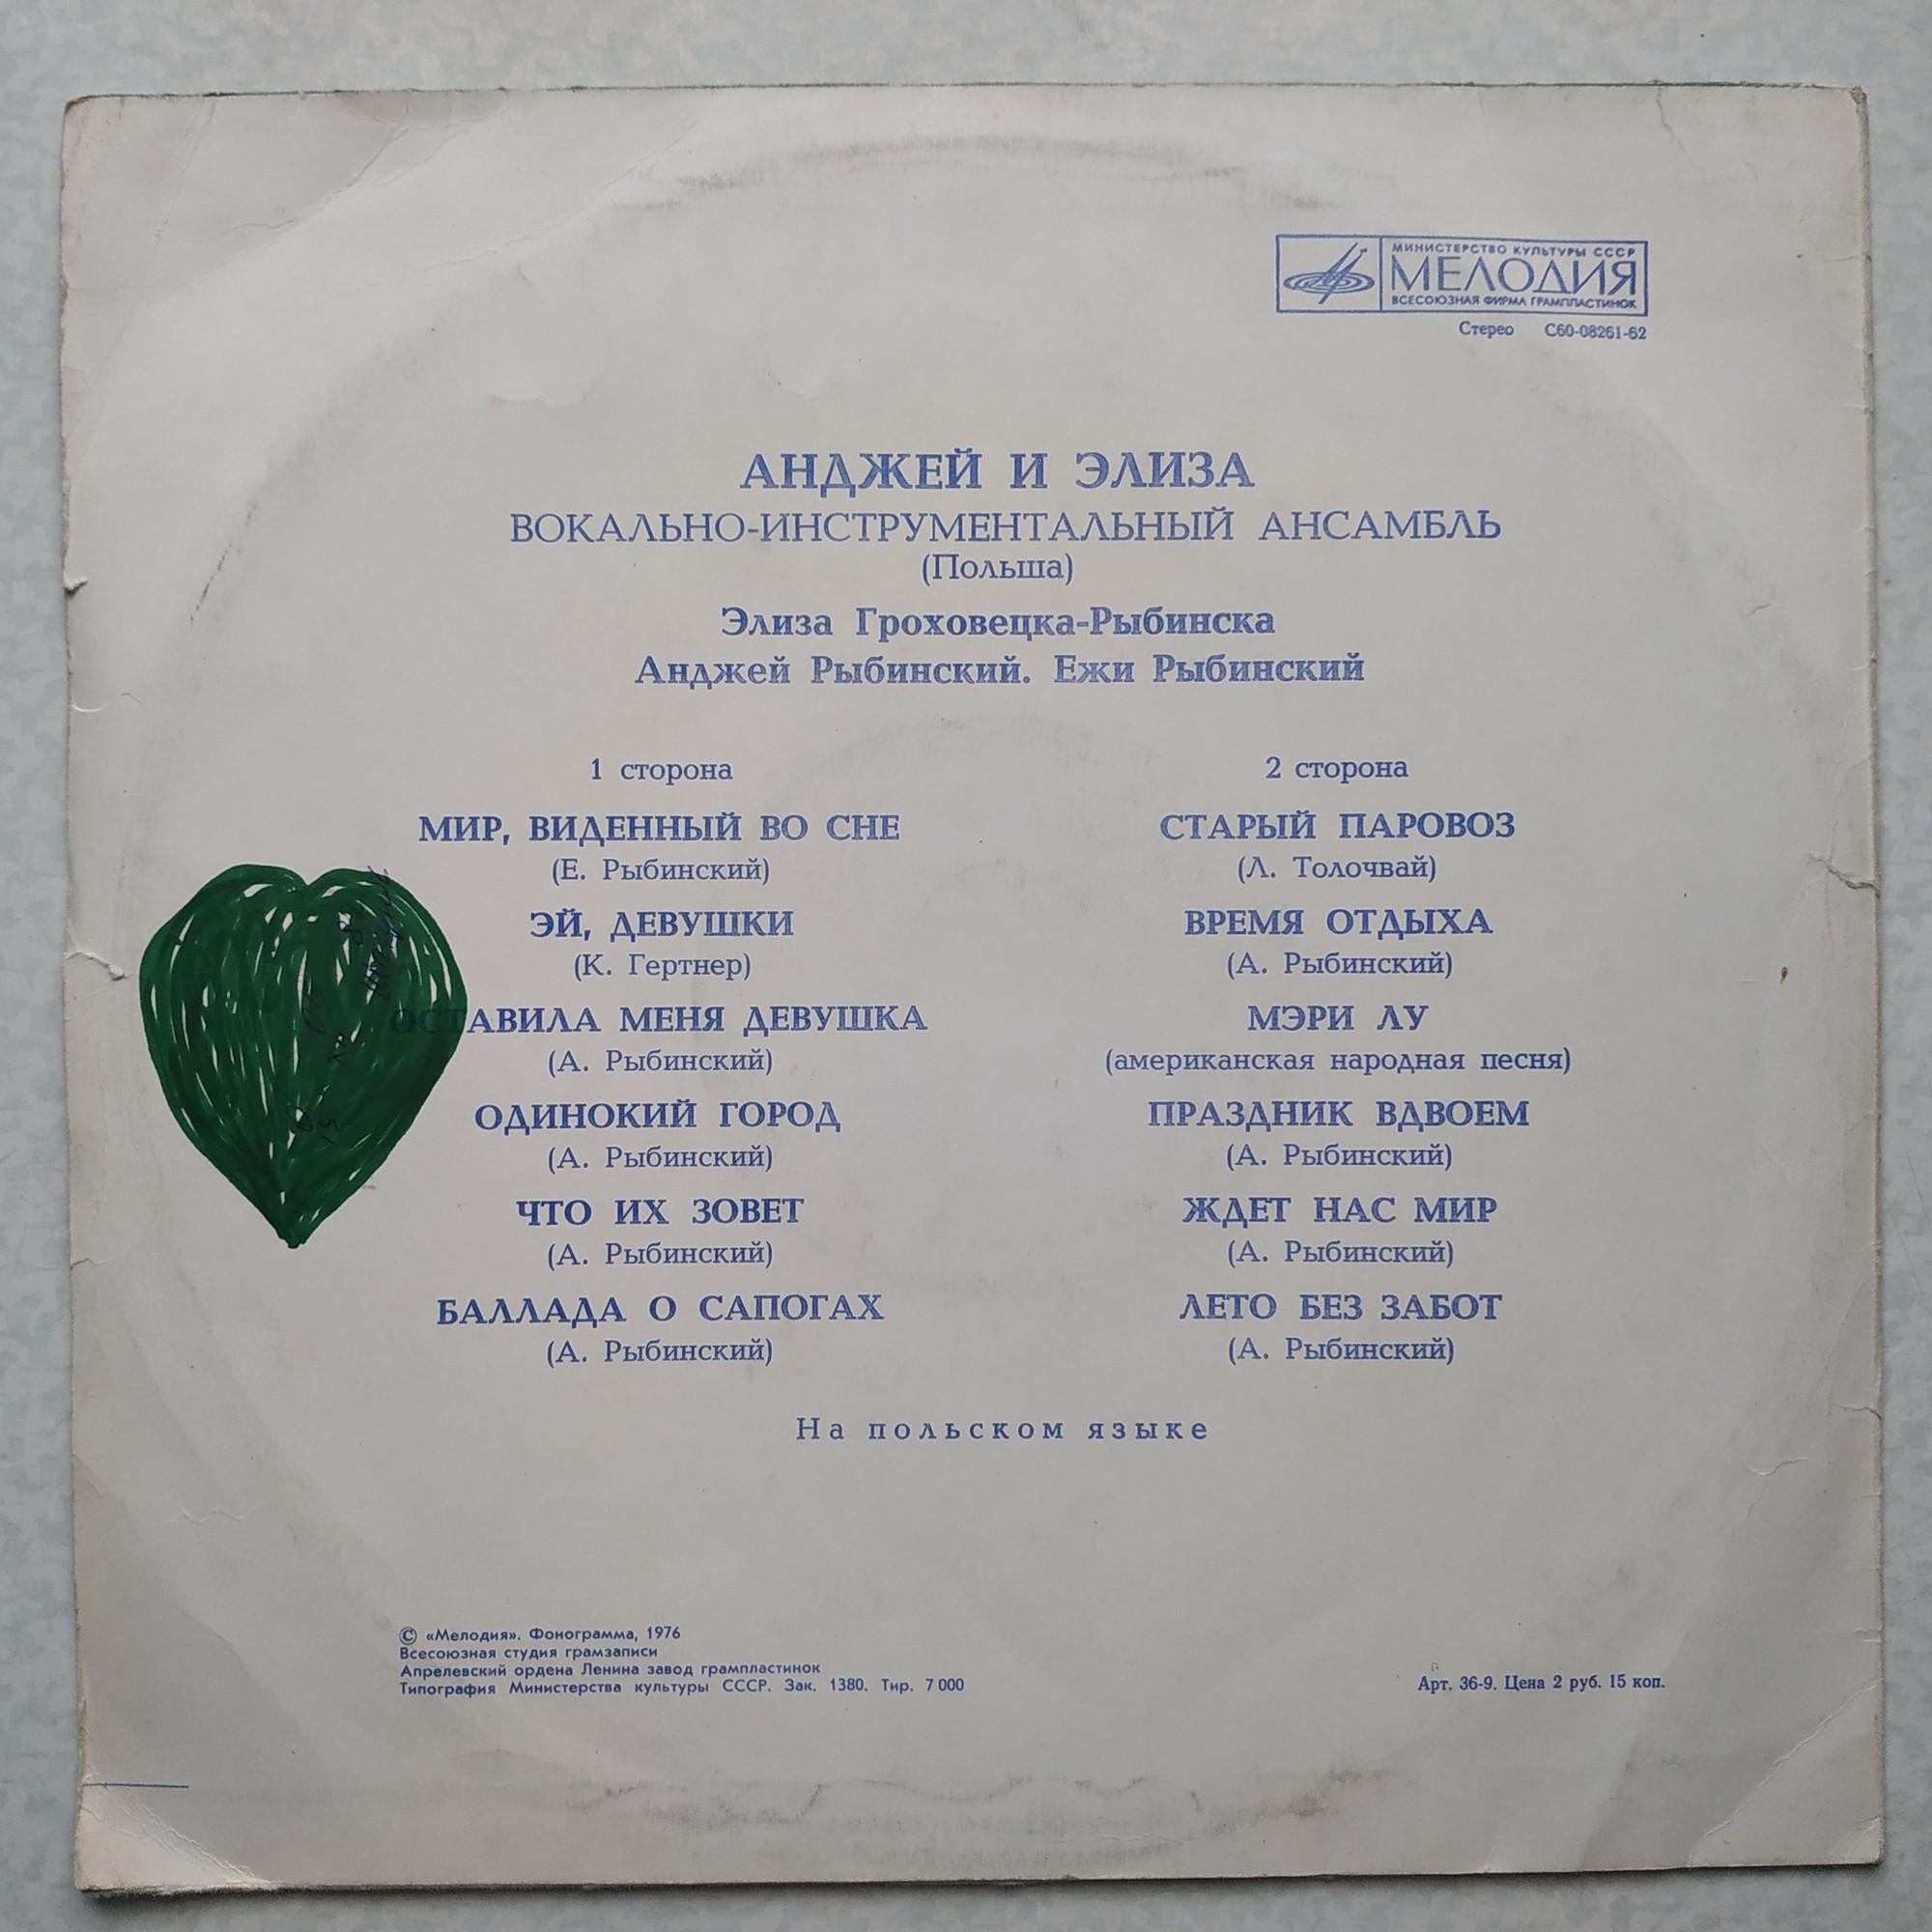 МИНИСТЕРСТВО КУЛЬТУРЫ СССР
МЕЛОДИЯ
ВСЕСОЮЗНАЯ ФИРМА ГРАМПЛАСТИНОК
Стерео С60-08261-62
АНДЖЕЙ И ЭЛИЗА
ВОКАЛЬНО-ИНСТРУМЕНТАЛЬНЫЙ АНСАМБЛЬ
(Польша)
Элиза Гроховецка-Рыбинска
Анджей Рыбинский. Ежи Рыбинский
1 сторона
МИР, ВИДЕННЫЙ ВО СНЕ
(Е. Рыбинский)
ЭЙ, ДЕВУШКИ
(К. Гертнер)
ОСТАВИЛА МЕНЯ ДЕВУШКА
(А. Рыбинский)
ОДИНОКИЙ ГОРОД
(А. Рыбинский)
ЧТО ИХ ЗОВЕТ
(А. Рыбинский)
БАЛЛАДА О САПОГАХ
(А. Рыбинский)
2 сторона
СТАРЫЙ ПАРОВОЗ
(Л. Толочвай)
ВРЕМЯ ОТДЫХА
(А. Рыбинский)
МЭРИ ЛУ
(американская народная песня)
ПРАЗДНИК ВДВОЕМ
(А. Рыбинский)
ЖДЕТ НАС МИР
(А. Рыбинский)
ЛЕТО БЕЗ ЗАБОТ
(А. Рыбинский)
На польском языке
© «Мелодия». Фонограмма, 1976
Всесоюзная студия грамзаписи
Апрелевский ордена Ленина завод грампластинок
Типография Министерства культуры СССР. Зак. 1380. Тир. 7 000
Арт. 36-9. Цена 2 руб. 15 коп.